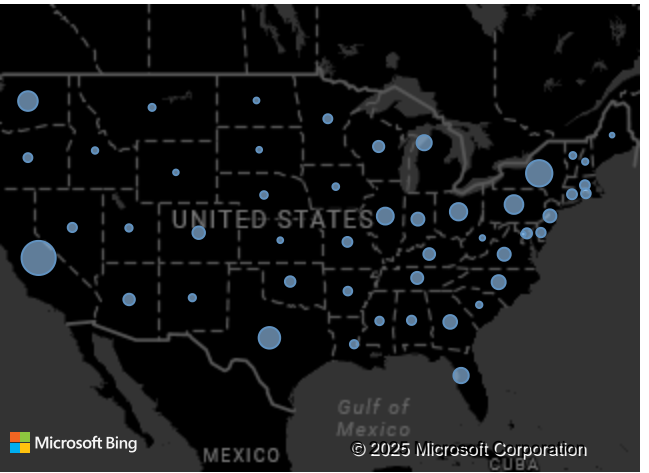 UNITED STATES
Gulf of
Mexico
Microsoft Bing
© 2025 Microsoft Corporation
MEXICO
CUBA